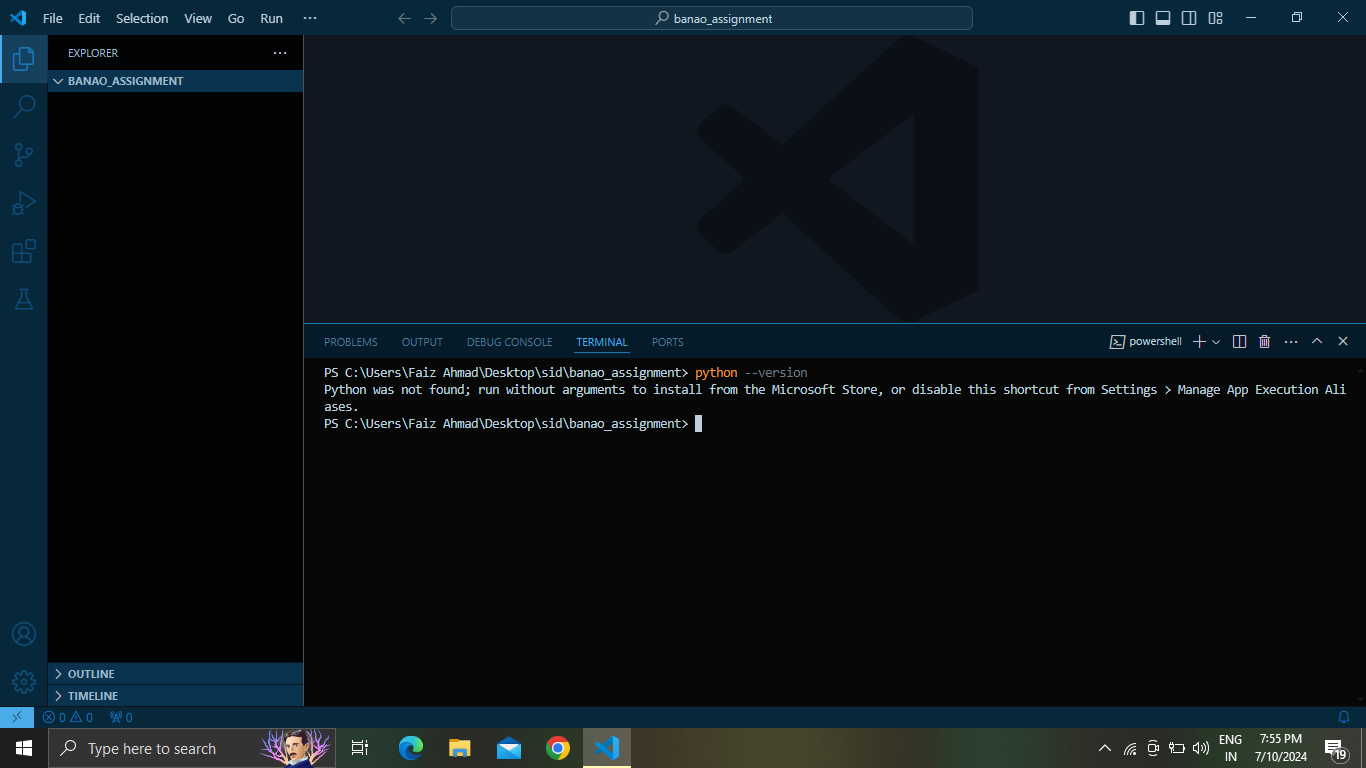 File Edit Selection View Go Run ···
banao_assignment
EXPLORER ···
BANAO_ASSIGNMENT
PROBLEMS OUTPUT DEBUG CONSOLE TERMINAL PORTS powershell ···
PS C:\Users\Faiz Ahmad\Desktop\sid\banao_assignment> python --version
Python was not found; run without arguments to install from the Microsoft Store, or disable this shortcut from Settings > Manage App Execution Ali
ases.
PS C:\Users\Faiz Ahmad\Desktop\sid\banao_assignment>
OUTLINE
TIMELINE
0 0 0
Type here to search
ENG
IN
7:55 PM
7/10/2024
19